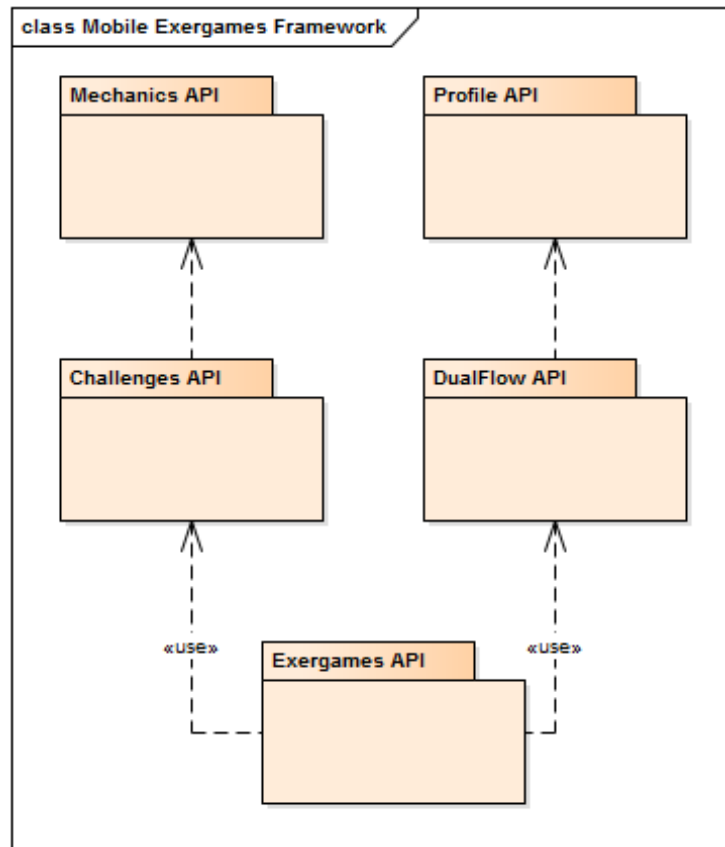 class Mobile Exergames Framework
Mechanics API
Profile API
Challenges API
DualFlow API
«use»
«use»
Exergames API